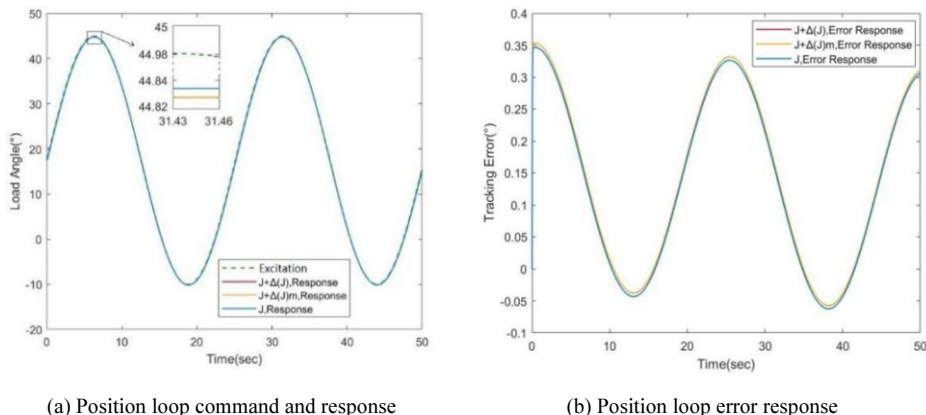 50
40
30
20
10
0
-10
-20
Load Angle(°)
45
44.98
44.84
44.82
31.43 31.46
Excitation
J+Δ(J),Response
J+Δ(J)m,Response
J,Response
0 10 20 30 40 50
Time(sec)
0.4
0.35
0.3
0.25
0.2
0.15
0.1
0.05
0
-0.05
-0.1
Tracking Error(°)
J+Δ(J),Error Response
J+Δ(J)m,Error Response
J,Error Response
0 10 20 30 40 50
Time(sec)
(a) Position loop command and response
(b) Position loop error response